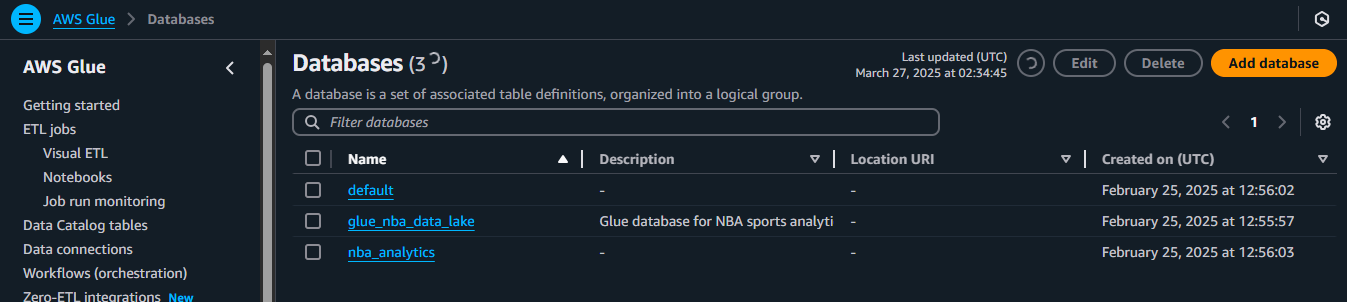 AWS Glue > Databases
AWS Glue
Getting started
ETL jobs
Visual ETL
Notebooks
Job run monitoring
Data Catalog tables
Data connections
Workflows (orchestration)
Zero-ETL integrations New
Databases (3)
Last updated (UTC)
March 27, 2025 at 02:34:45
Edit Delete Add database
A database is a set of associated table definitions, organized into a logical group.
Filter databases
1
Name Description Location URI Created on (UTC)
default - - February 25, 2025 at 12:56:02
glue_nba_data_lake Glue database for NBA sports analyti - February 25, 2025 at 12:55:57
nba_analytics - - February 25, 2025 at 12:56:03